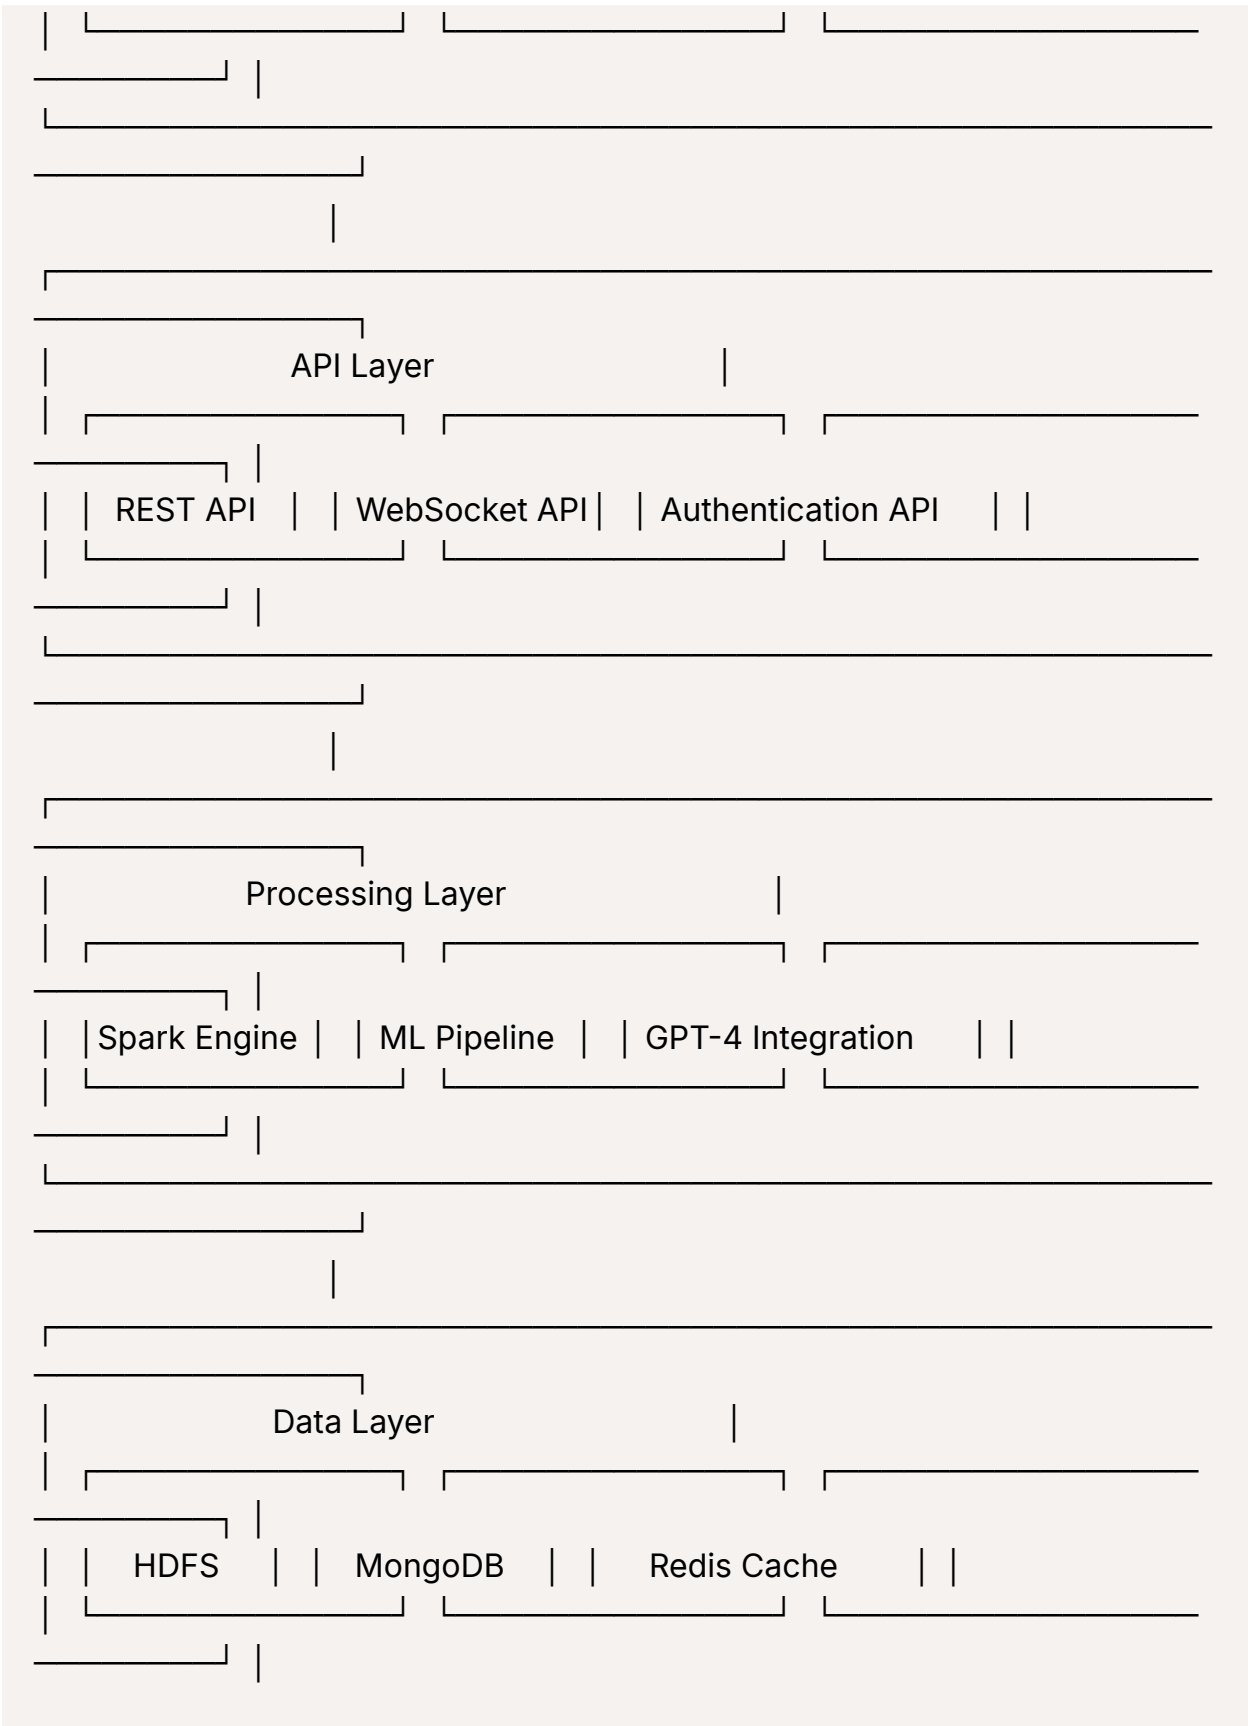 │ └──────────────┘ └───────────────┘ └────────────────
────────┘ │
└───────────────────────────────────────────────────
──────────────┘
│
┌───────────────────────────────────────────────────
──────────────┐
│ API Layer │
│ ┌──────────────┐ ┌───────────────┐ ┌────────────────
────────┐ │
│ │ REST API │ │ WebSocket API│ │ Authentication API │ │
│ └──────────────┘ └───────────────┘ └────────────────
────────┘ │
└───────────────────────────────────────────────────
──────────────┘
│
┌───────────────────────────────────────────────────
──────────────┐
│ Processing Layer │
│ ┌──────────────┐ ┌───────────────┐ ┌────────────────
────────┐ │
│ │Spark Engine │ │ ML Pipeline │ │ GPT-4 Integration │ │
│ └──────────────┘ └───────────────┘ └────────────────
────────┘ │
└───────────────────────────────────────────────────
──────────────┘
│
┌───────────────────────────────────────────────────
──────────────┐
│ Data Layer │
│ ┌──────────────┐ ┌───────────────┐ ┌────────────────
────────┐ │
│ │ HDFS │ │ MongoDB │ │ Redis Cache │ │
│ └──────────────┘ └───────────────┘ └────────────────
────────┘ │